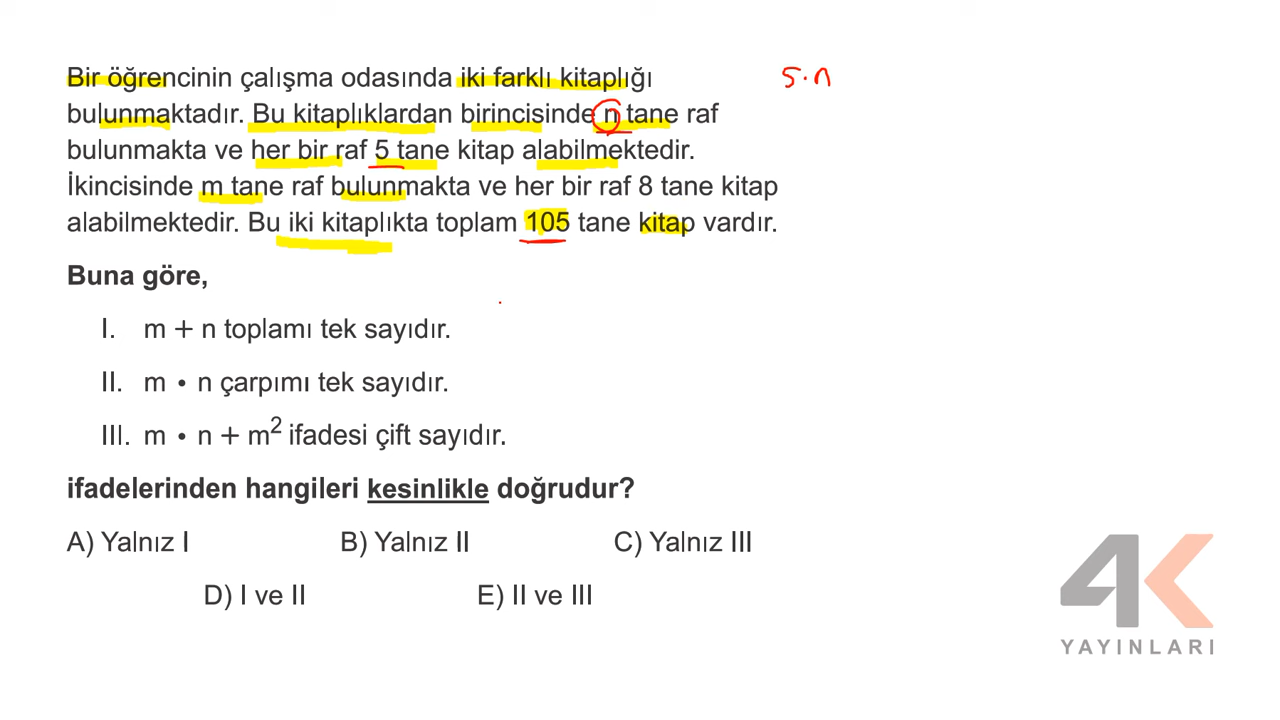 Bir öğrencinin çalışma odasında iki farklı kitaplığı
5·n
bulunmaktadır. Bu kitaplıklardan birincisinde n tane raf
bulunmakta ve her bir raf 5 tane kitap alabilmektedir.
İkincisinde m tane raf bulunmakta ve her bir raf 8 tane kitap
alabilmektedir. Bu iki kitaplıkta toplam 105 tane kitap vardır.
Buna göre,
I. m + n toplamı tek sayıdır.
II. m • n çarpımı tek sayıdır.
III. m • n + m² ifadesi çift sayıdır.
ifadelerinden hangileri kesinlikle doğrudur?
A) Yalnız I B) Yalnız II C) Yalnız III
D) I ve II E) II ve III
4K
YAYINLARI